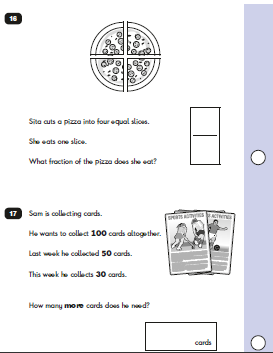 16
Sita cuts a pizza into four equal slices.
She eats one slice.
What fraction of the pizza does she eat?
17
Sam is collecting cards.
He wants to collect 100 cards altogether.
Last week he collected 50 cards.
This week he collects 30 cards.
SPORTS ACTIVITIES
ACTIVITIES
How many more cards does he need?
cards